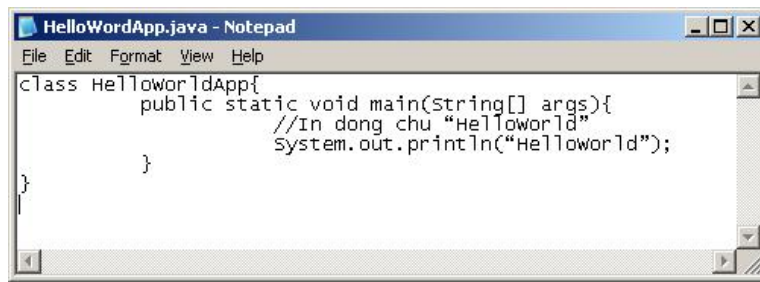 HelloWordApp.java - Notepad
File Edit Format View Help
class HelloWorldApp{
public static void main(String[] args){
//In dong chu “HelloWorld”
System.out.println(“HelloWorld”);
}
}